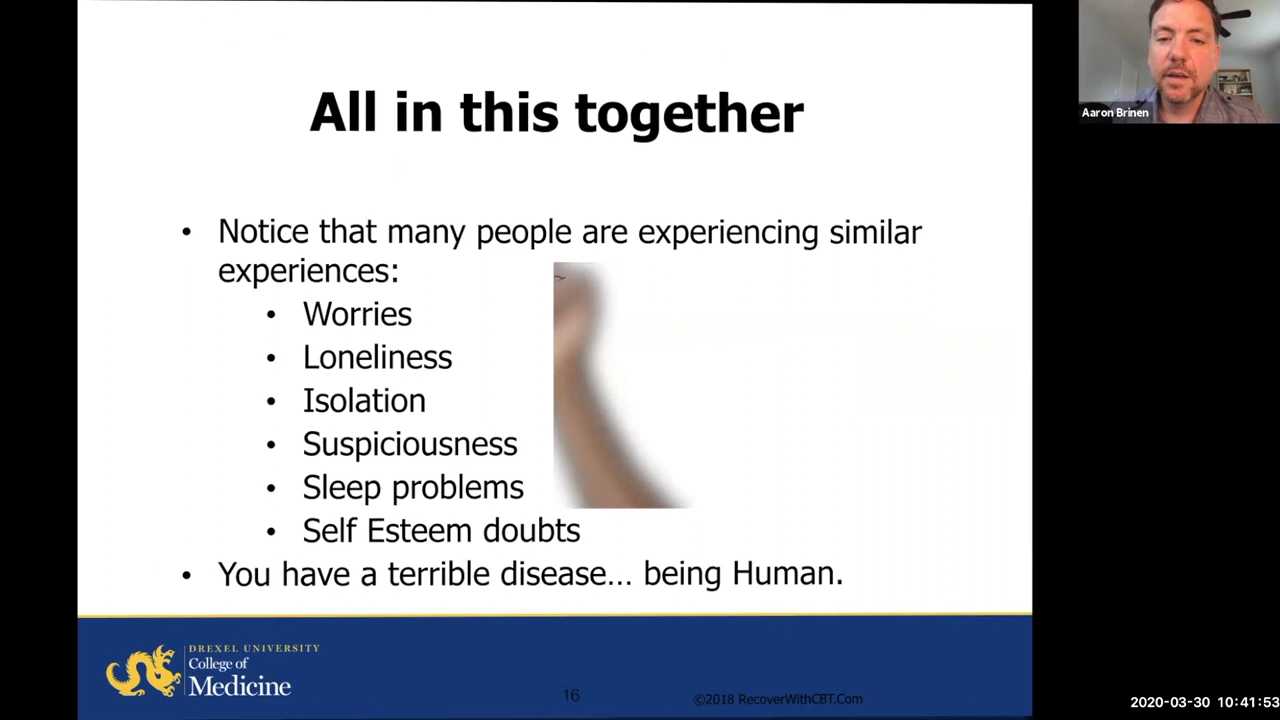 All in this together
• Notice that many people are experiencing similar
experiences:
• Worries
• Loneliness
• Isolation
• Suspiciousness
• Sleep problems
• Self Esteem doubts
• You have a terrible disease... being Human.
DREXEL UNIVERSITY
College of
Medicine
16
©2018 RecoverWithCBT.Com
Aaron Brinen
2020-03-30 10:41:53